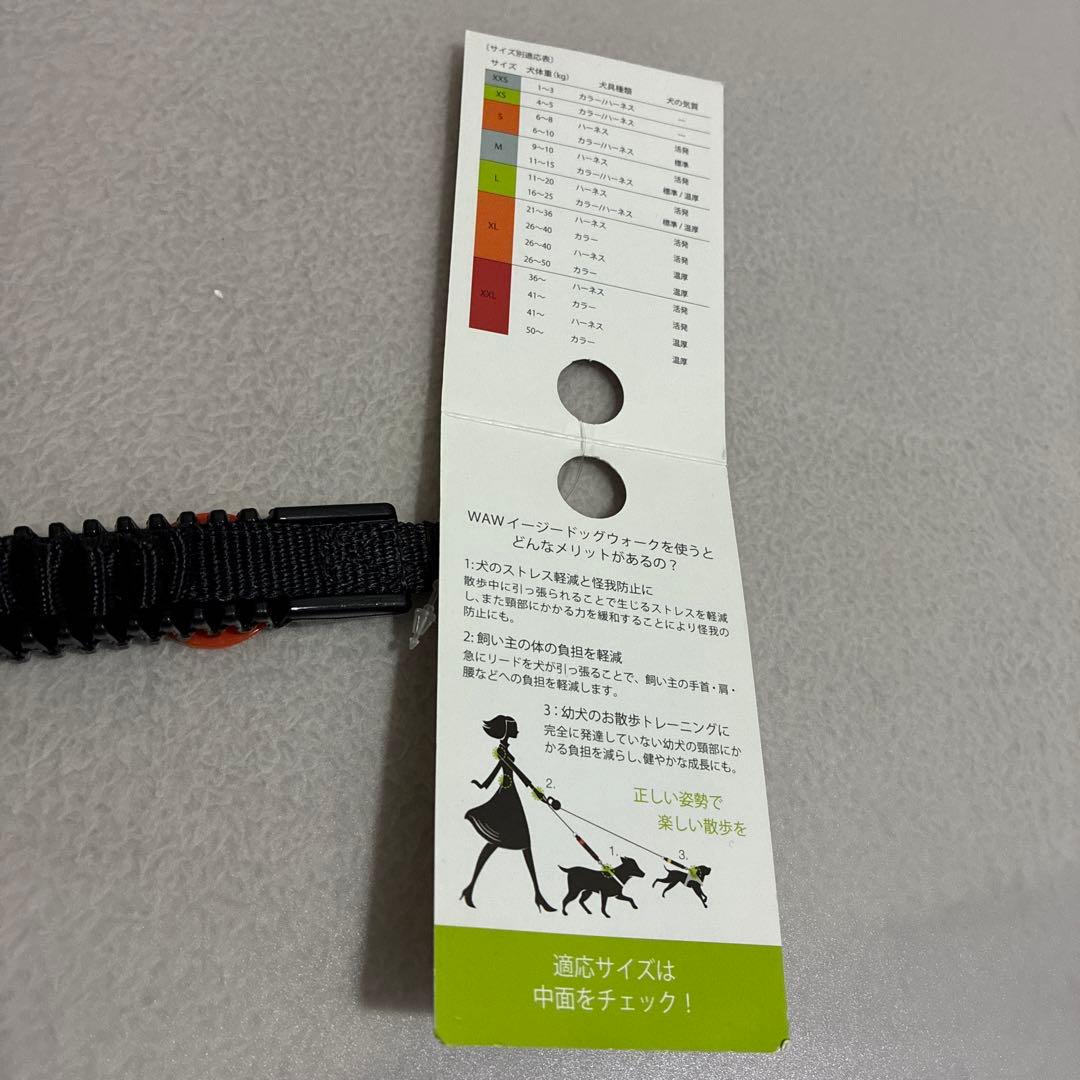 〔サイズ別適応表〕
サイズ 犬体重(kg) 犬具種類 犬の気質
XXS 1〜3 カラー/ハーネス —
XS 4〜5 カラー/ハーネス —
S 6〜8 ハーネス 活発
6〜10 カラー/ハーネス 標準
M 9〜10 ハーネス 活発
11〜15 カラー/ハーネス 標準 / 温厚
L 11〜20 ハーネス 活発
16〜25 カラー/ハーネス 標準 / 温厚
XL 21〜36 ハーネス 活発
26〜40 カラー 活発
26〜40 ハーネス 温厚
26〜50 カラー 温厚
XXL 36〜 ハーネス 活発
41〜 カラー 活発
41〜 ハーネス 温厚
50〜 カラー 温厚
WAWイージードッグウォークを使うと
どんなメリットがあるの？
1:犬のストレス軽減と怪我防止に
散歩中に引っ張られることで生じるストレスを軽減
し、また頸部にかかる力を緩和することにより怪我の
防止にも。
2:飼い主の体の負担を軽減
急にリードを犬が引っ張ることで、飼い主の手首・肩・
腰などへの負担を軽減します。
3：幼犬のお散歩トレーニングに
完全に発達していない幼犬の頸部にか
かる負担を減らし、健やかな成長にも。
正しい姿勢で
楽しい散歩を
2.
1.
3.
適応サイズは
中面をチェック！